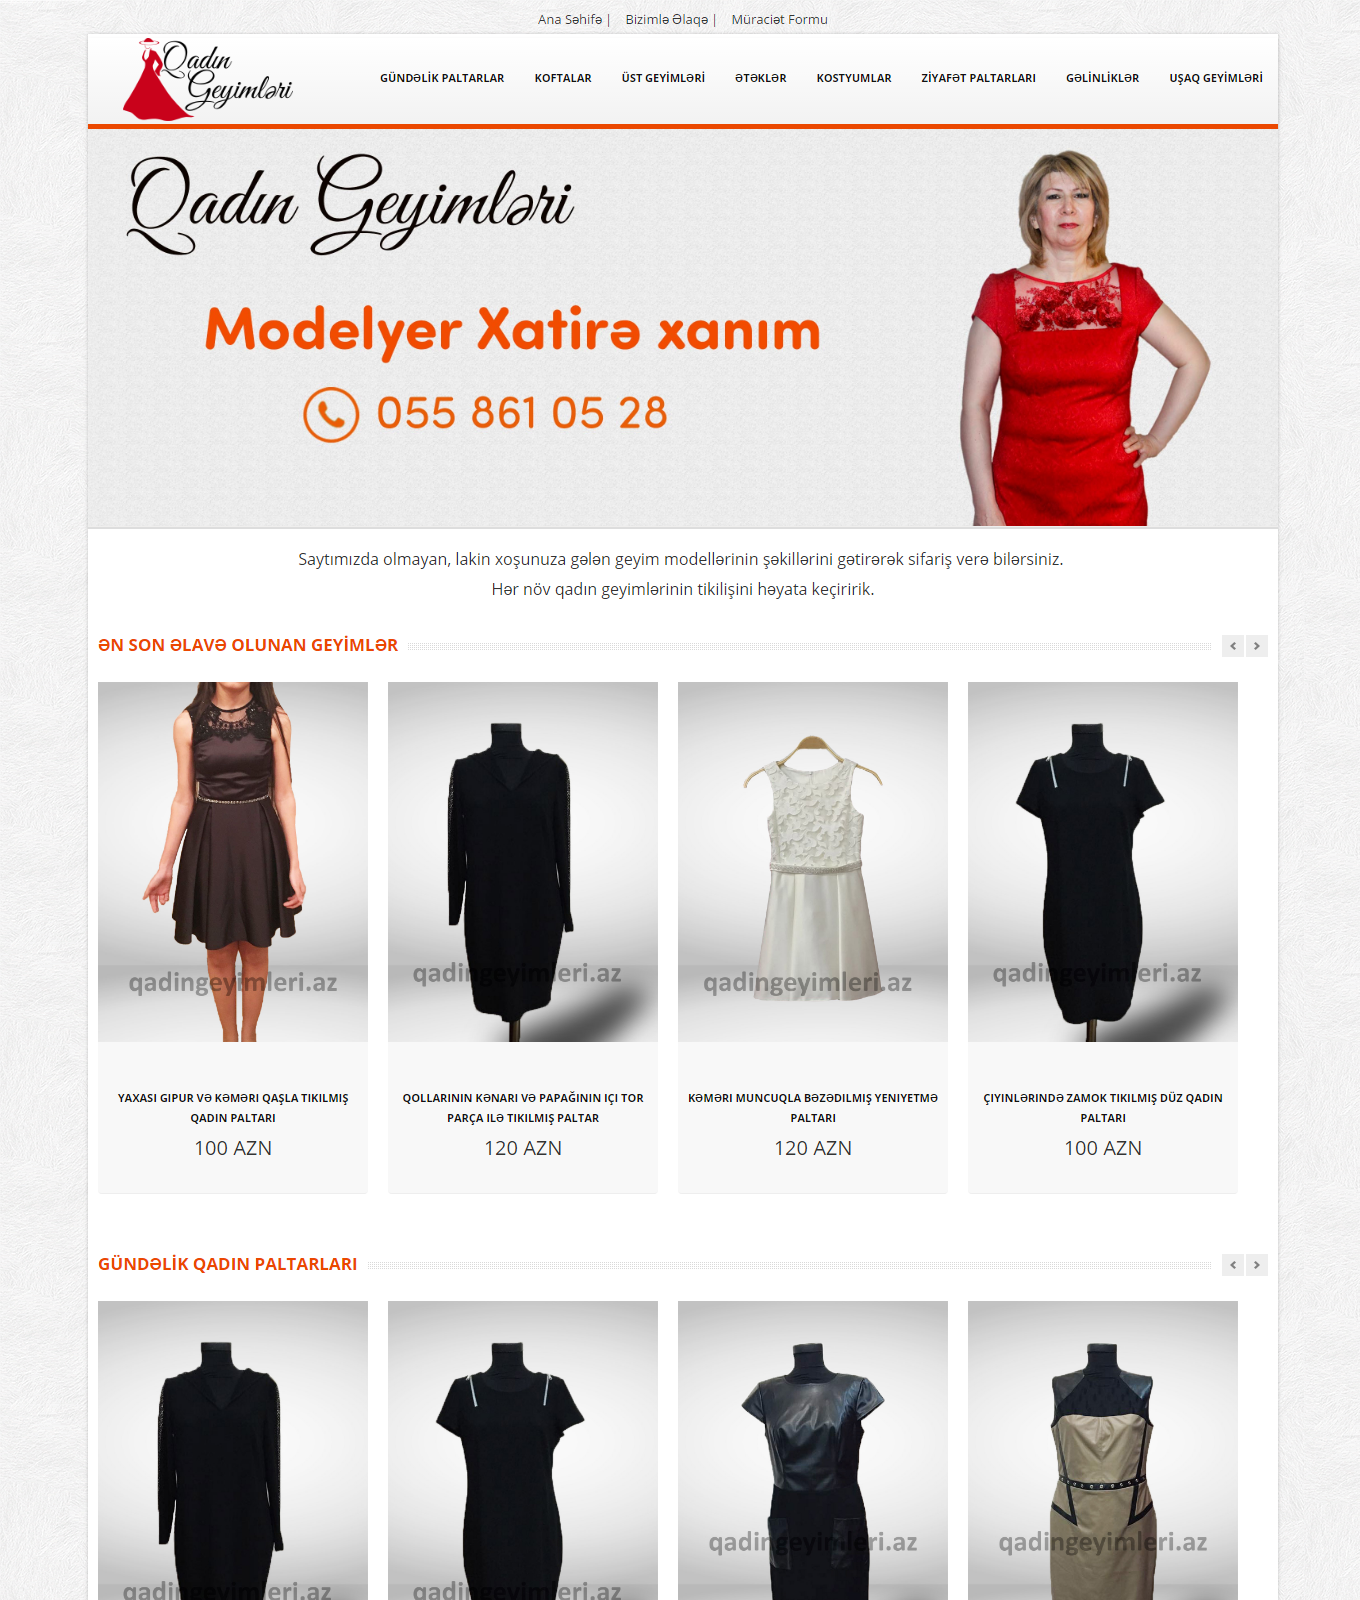 Ana Səhifə | Bizimlə Əlaqə | Müraciət Formu
Qadın
Geyimləri
GÜNDƏLİK PALTARLAR KOFTALAR ÜST GEYİMLƏRİ ƏTƏKLƏR KOSTYUMLAR ZİYAFƏT PALTARLARI GƏLİNLİKLƏR UŞAQ GEYİMLƏRİ
Qadın Geyimləri
Modelyer Xatirə xanım
055 861 05 28
Saytımızda olmayan, lakin xoşunuza gələn geyim modellərinin şəkillərini gətirərək sifariş verə bilərsiniz.
Hər növ qadın geyimlərinin tikilişini həyata keçiririk.
ƏN SON ƏLAVƏ OLUNAN GEYİMLƏR
qadingeyimleri.az
qadingeyimleri.az
qadingeyimleri.az
qadingeyimleri.az
YAXASI GIPUR VƏ KƏMƏRI QAŞLA TIKILMIŞ
QADIN PALTARI
100 AZN
QOLLARININ KƏNARI VƏ PAPAĞININ IÇI TOR
PARÇA ILƏ TIKILMIŞ PALTAR
120 AZN
KƏMƏRI MUNCUQLA BƏZƏDILMIŞ YENIYETMƏ
PALTARI
120 AZN
ÇIYINLƏRINDƏ ZAMOK TIKILMIŞ DÜZ QADIN
PALTARI
100 AZN
GÜNDƏLİK QADIN PALTARLARI
qadingeyimleri.az
qadingeyimleri.az
qadingeyimleri.az
qadingeyimleri.az